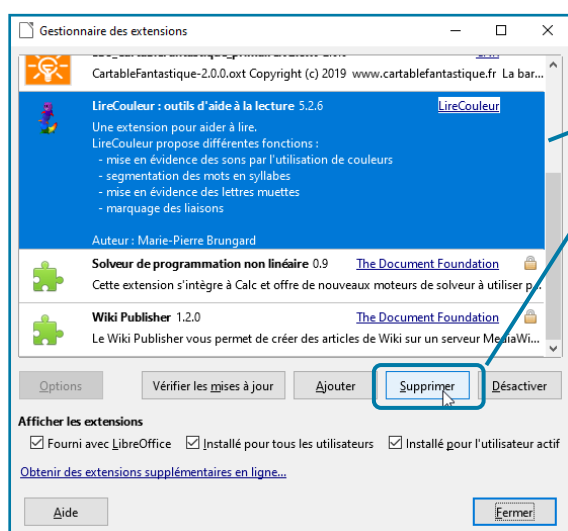 Gestionnaire des extensions
CartableFantastique-2.0.0.oxt Copyright (c) 2019 www.cartablefantastique.fr La bar...
LireCouleur : outils d'aide à la lecture 5.2.6 LireCouleur
Une extension pour aider à lire.
LireCouleur propose différentes fonctions :
- mise en évidence des sons par l'utilisation de couleurs
- segmentation des mots en syllabes
- mise en évidence des lettres muettes
- marquage des liaisons
Auteur : Marie-Pierre Brungard
Solveur de programmation non linéaire 0.9 The Document Foundation
Cette extension s'intègre à Calc et offre de nouveaux moteurs de solveur à utiliser p...
Wiki Publisher 1.2.0 The Document Foundation
Le Wiki Publisher vous permet de créer des articles de Wiki sur un serveur MediaWi...
Options Vérifier les mises à jour Ajouter Supprimer Désactiver
Afficher les extensions
Fourni avec LibreOffice Installé pour tous les utilisateurs Installé pour l'utilisateur actif
Obtenir des extensions supplémentaires en ligne...
Aide Fermer